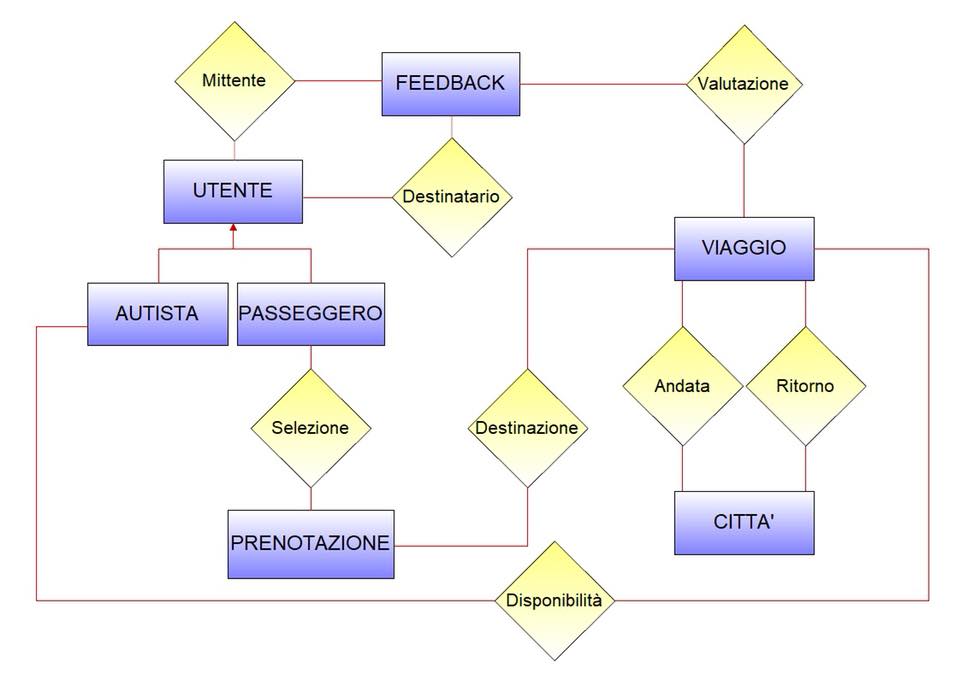 Mittente
FEEDBACK
Valutazione
UTENTE
Destinatario
VIAGGIO
AUTISTA
PASSEGGERO
Andata
Ritorno
Selezione
Destinazione
CITTA'
PRENOTAZIONE
Disponibilità